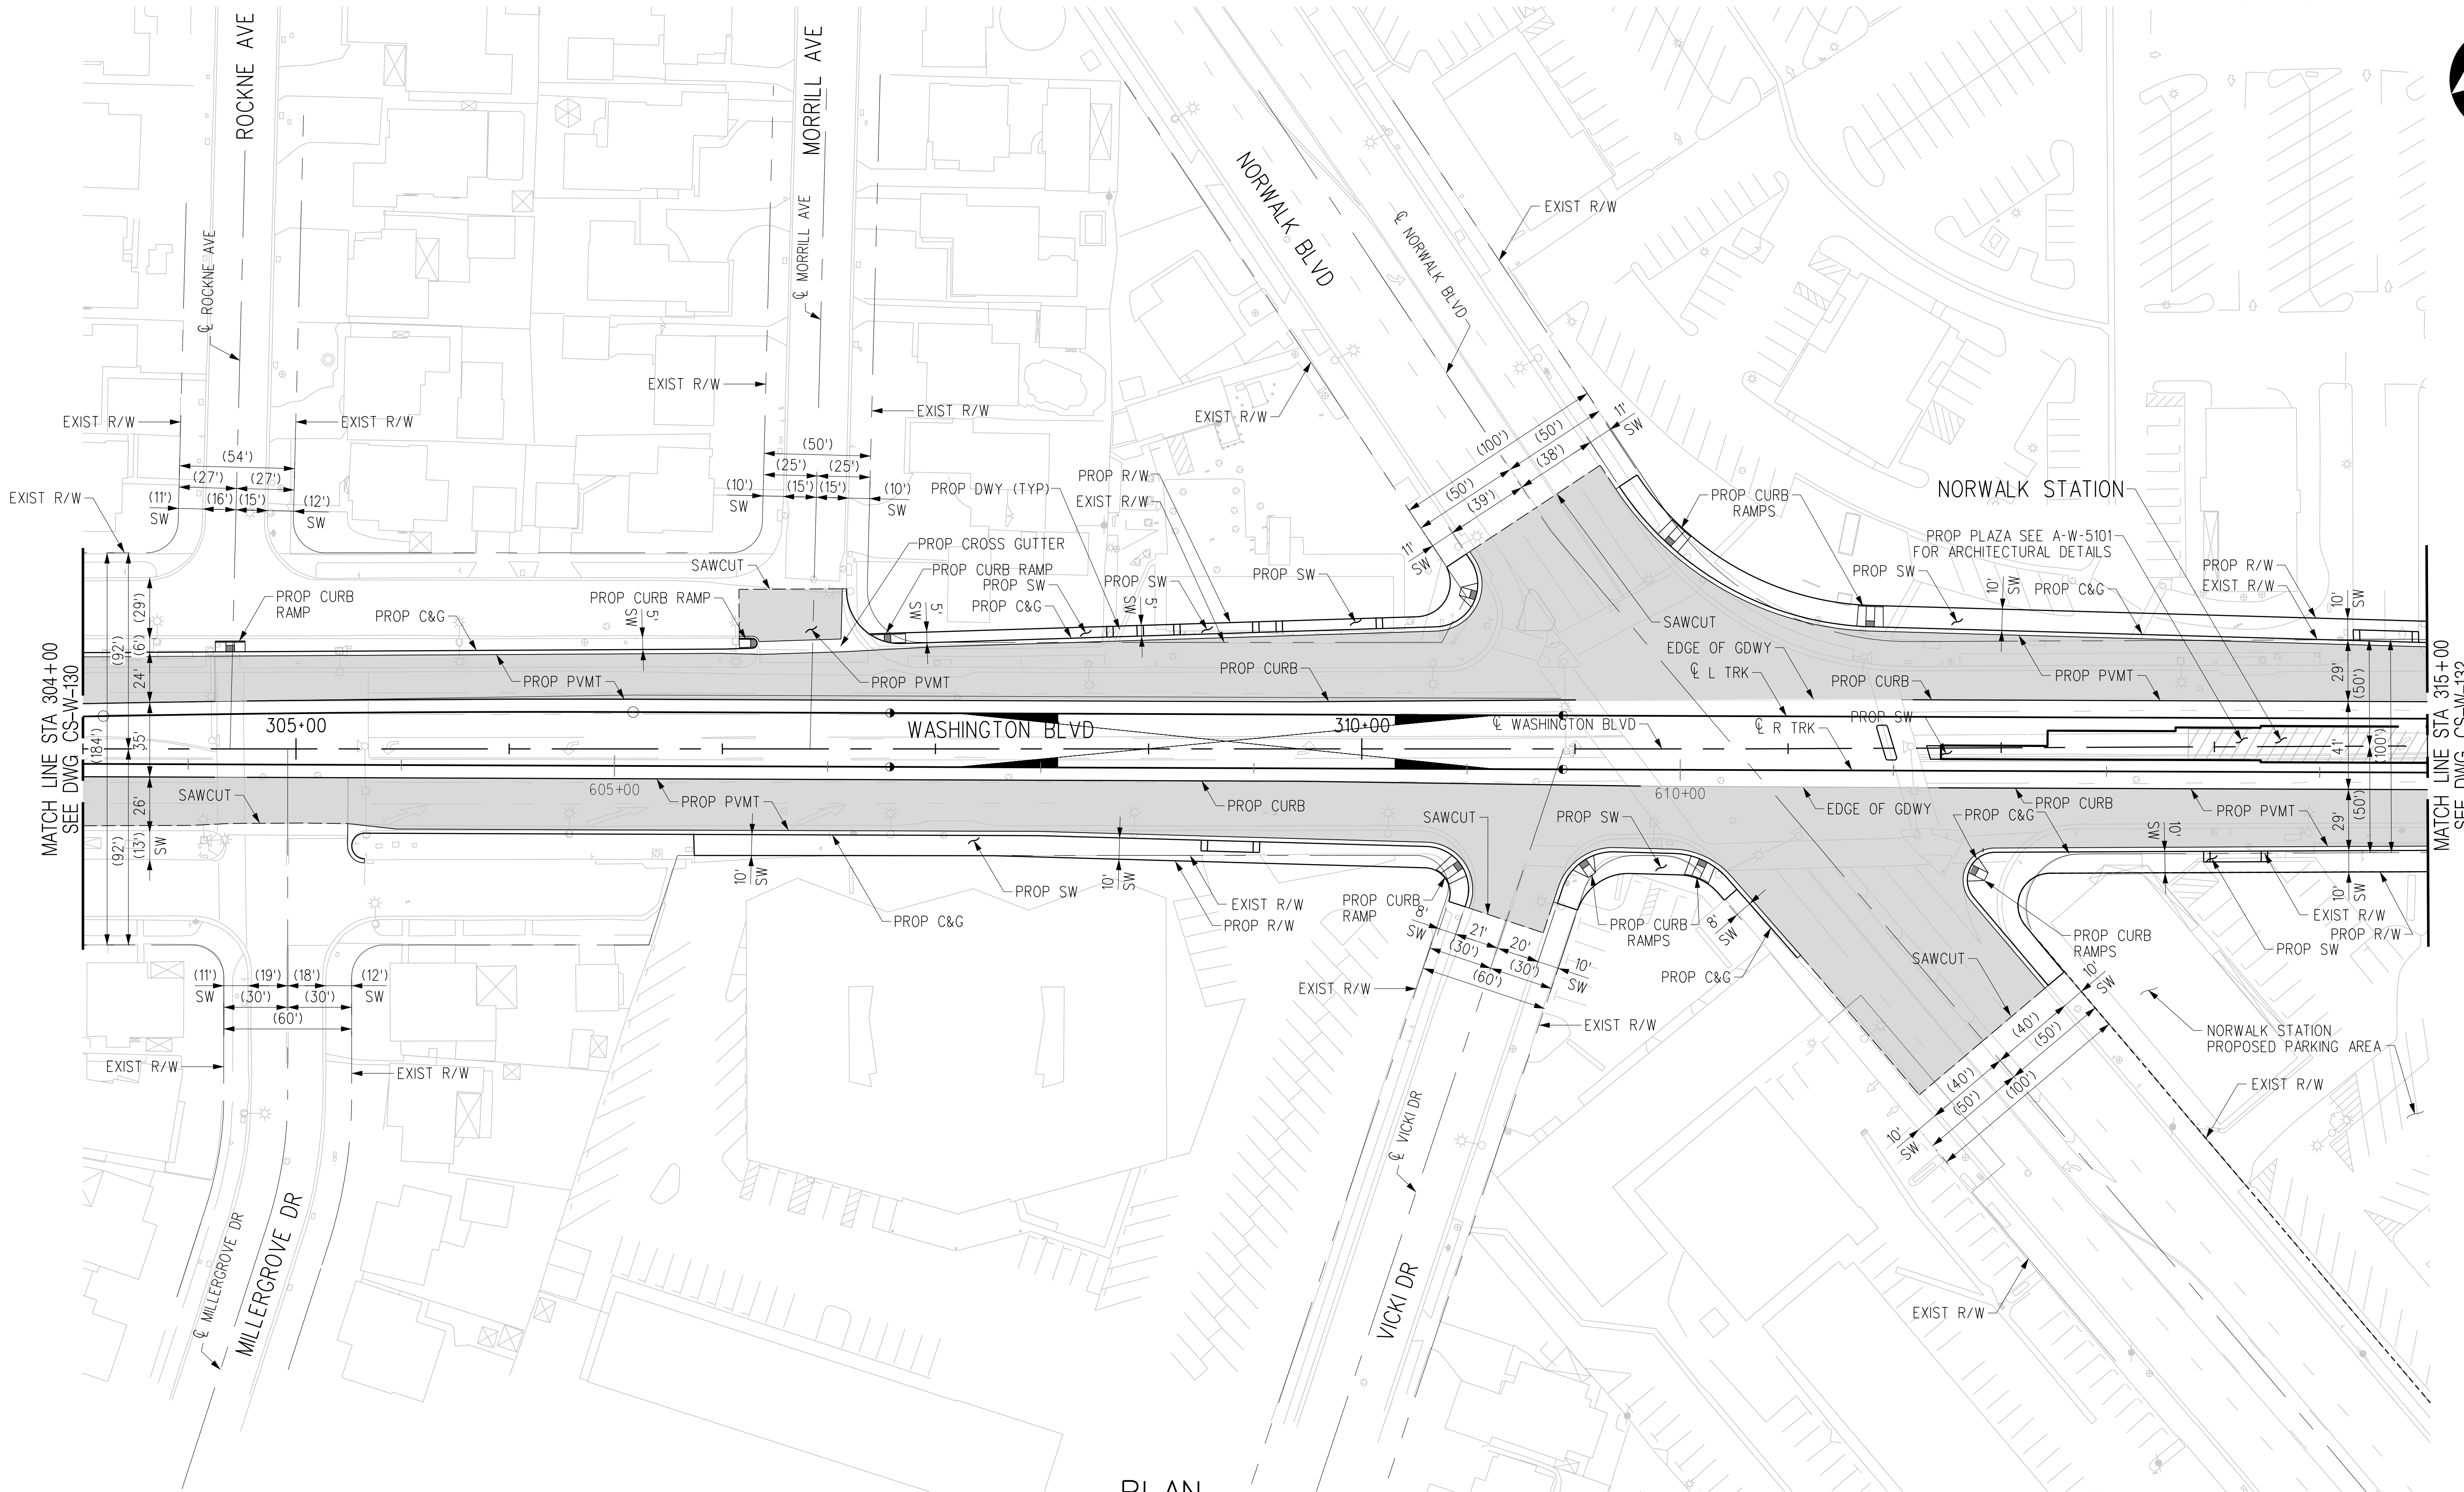 ROCKNE AVE
MORRILL AVE
NORWALK BLVD
℄ NORWALK BLVD
EXIST R/W
℄ ROCKNE AVE
℄ MORRILL AVE
EXIST R/W
EXIST R/W
EXIST R/W
EXIST R/W
EXIST R/W
(54')
(27')
(27')
(11')
SW
(16')
(15')
(12')
SW
EXIST R/W
(50')
(25')
(25')
(10')
SW
(15')
(15')
(10')
SW
PROP R/W
PROP DWY (TYP)
EXIST R/W
(100')
(50')
(50')
(38')
(39')
11'
SW
11'
SW
PROP CURB
RAMPS
NORWALK STATION
PROP PLAZA SEE A-W-5101
FOR ARCHITECTURAL DETAILS
PROP SW
10'
SW
PROP C&G
PROP R/W
EXIST R/W
10'
SW
SAWCUT
PROP CROSS GUTTER
PROP CURB RAMP
PROP SW
PROP C&G
PROP SW
PROP SW
5'
SW
5'
SW
5'
SW
PROP CURB
RAMP
PROP C&G
PROP CURB RAMP
SAWCUT
EDGE OF GDWY
℄ L TRK
PROP CURB
PROP CURB
PROP PVMT
PROP PVMT
PROP PVMT
(29')
(6')
24'
(92')
(184')
35'
26'
(13')
SW
(92')
29'
(50')
41'
(100')
29'
(50')
MATCH LINE STA 304+00
SEE DWG CS-W-130
MATCH LINE STA 315+00
SEE DWG CS-W-132
305+00
WASHINGTON BLVD
310+00
℄ WASHINGTON BLVD
℄ R TRK
PROP SW
SAWCUT
605+00
PROP PVMT
PROP CURB
610+00
EDGE OF GDWY
PROP CURB
PROP C&G
PROP PVMT
SAWCUT
PROP SW
10'
SW
10'
SW
10'
SW
10'
SW
PROP C&G
PROP SW
EXIST R/W
PROP R/W
PROP CURB
RAMP
8'
SW
21'
20'
(30')
(30')
(60')
10'
SW
PROP CURB
RAMPS
8'
SW
PROP C&G
SAWCUT
PROP CURB
RAMPS
EXIST R/W
PROP R/W
PROP SW
10'
SW
(11')
SW
(19')
(18')
(12')
SW
(30')
(30')
(60')
EXIST R/W
EXIST R/W
EXIST R/W
EXIST R/W
NORWALK STATION
PROPOSED PARKING AREA
EXIST R/W
(40')
(50')
(40')
(50')
(100')
10'
SW
℄ MILLERGROVE DR
MILLERGROVE DR
℄ VICKI DR
VICKI DR
EXIST R/W
PLAN